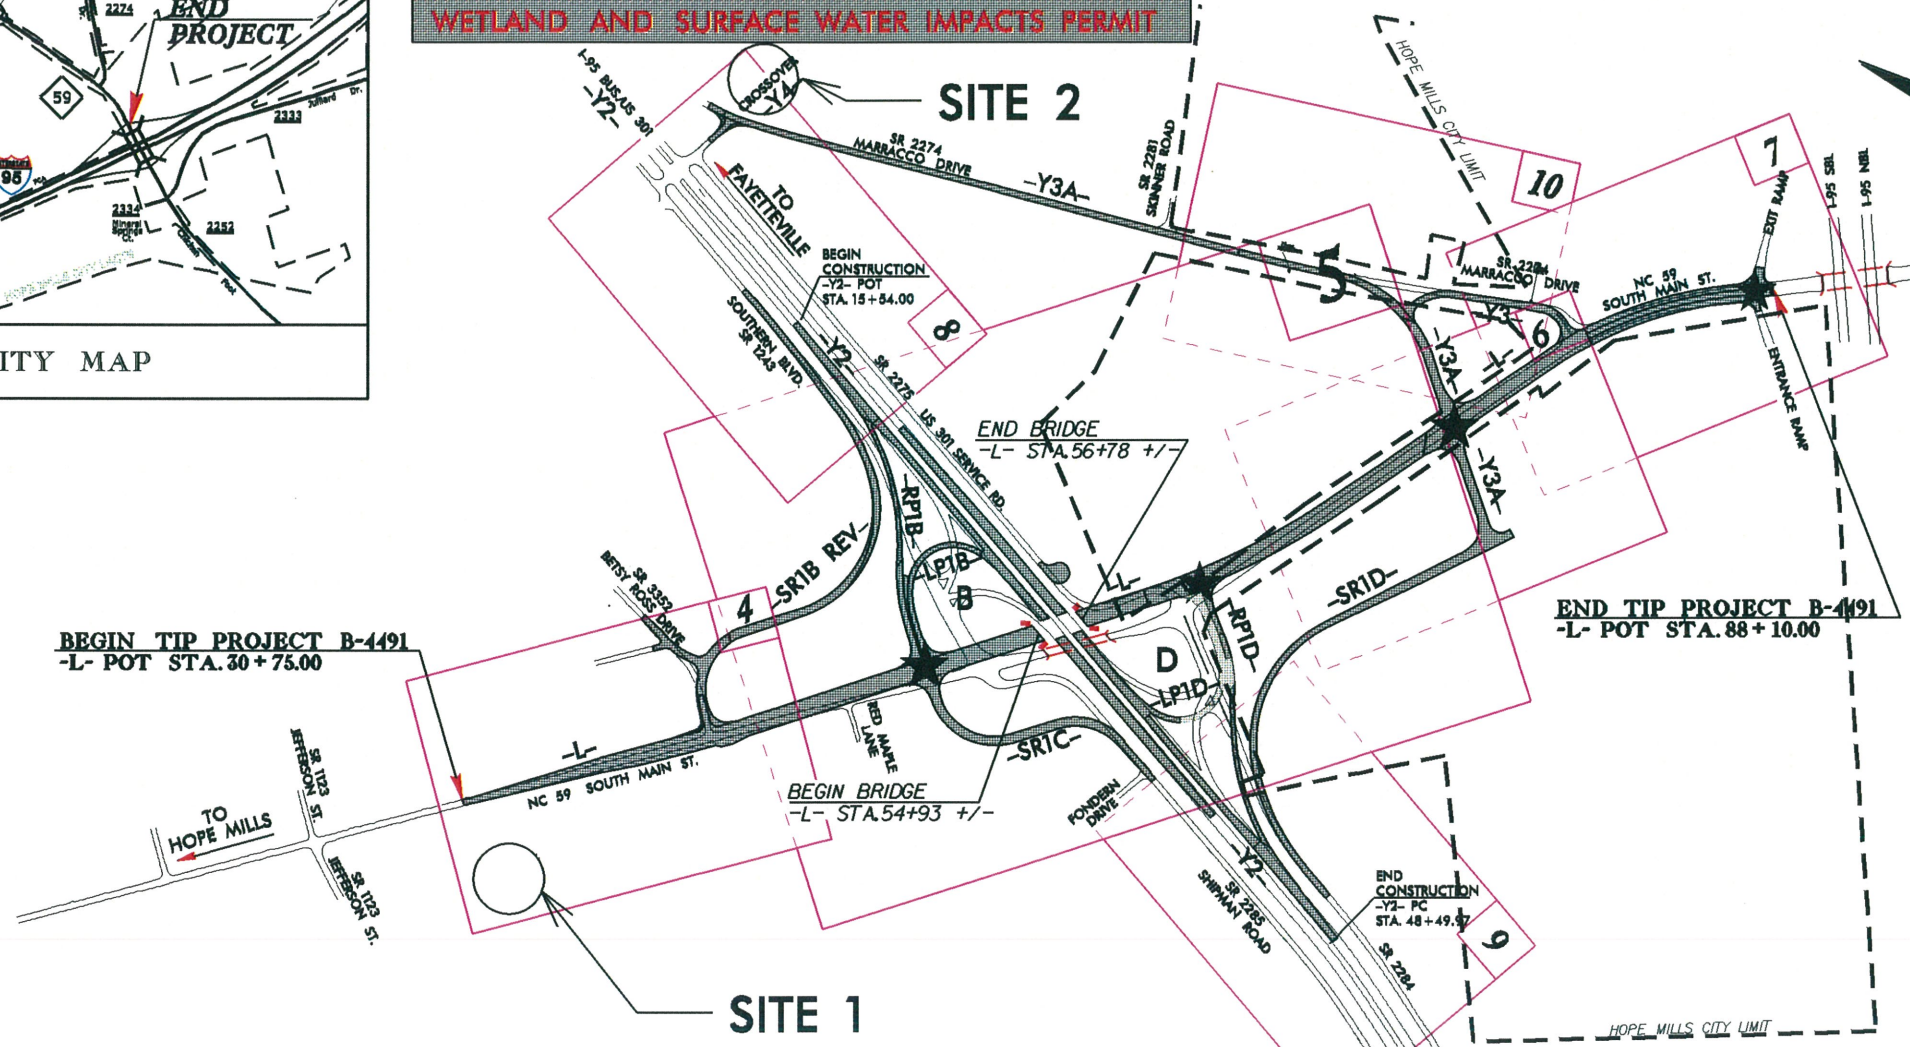 WETLAND AND SURFACE WATER IMPACTS PERMIT
2274
END
PROJECT
59
95
2333
Dr.
2334
Mineral
Springs
Ct.
2252
ITY MAP
I-95 BUS/US 301
-Y2-
CROSSOVER
-Y4-
SITE 2
SR 2274
MARRACCO DRIVE
-Y3A-
SR 2281
SKINNER ROAD
HOPE MILLS CITY LIMIT
10
7
EXIT RAMP
I-95 SBL
I-95 NBL
TO
FAYETTEVILLE
BEGIN
CONSTRUCTION
-Y2- POT
STA. 15+54.00
8
5
SR 2274
MARRACCO DRIVE
NC 59
SOUTH MAIN ST.
-Y3-
6
-L-
-Y3A-
ENTRANCE RAMP
SOUTHERN BLVD.
SR 1243
-Y2-
SR 2275 US 301 SERVICE RD.
END BRIDGE
-L- STA.56+78 +/-
-Y3A-
-RP1B-
-SR1B REV-
-LP1B-
B
-L-
-SR1D-
SR 3352
BETSY ROSS DRIVE
4
BEGIN TIP PROJECT B-4491
-L- POT STA. 30+75.00
END TIP PROJECT B-4491
-L- POT STA. 88+10.00
-RP1D-
D
-LP1D-
RED MAPLE
LANE
-SR1C-
-L-
NC 59 SOUTH MAIN ST.
SR 1123
JEFFERSON ST.
TO
HOPE MILLS
BEGIN BRIDGE
-L- STA.54+93 +/-
FONDERN
DRIVE
SR 1123
JEFFERSON ST.
-Y2-
SR 2285
SHIPMAN ROAD
END
CONSTRUCTION
-Y2- PC
STA. 48+49.97
9
SR 2284
SITE 1
HOPE MILLS CITY LIMIT